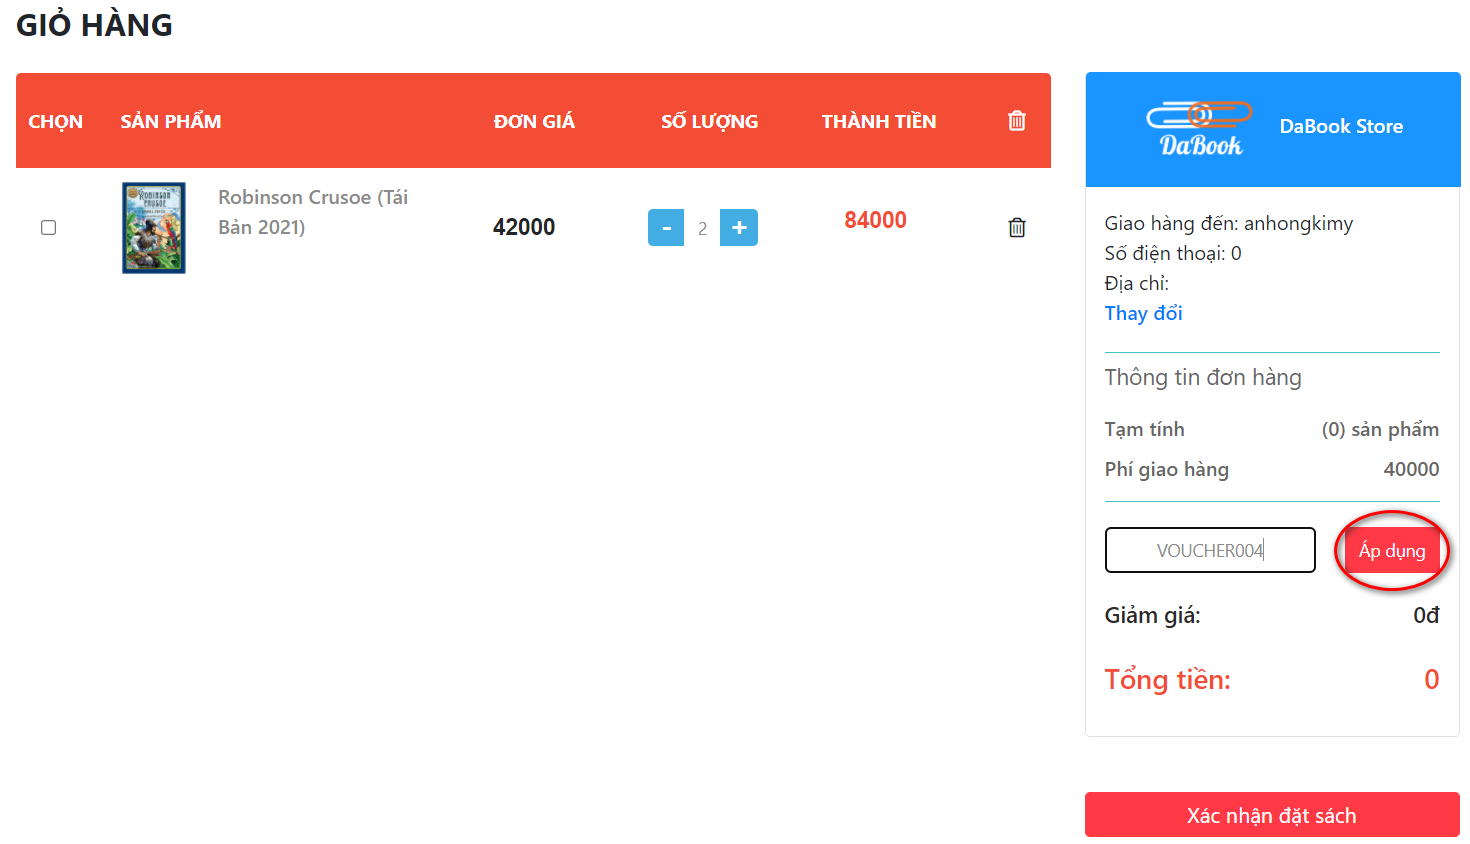 GIỎ HÀNG
CHỌN SẢN PHẨM ĐƠN GIÁ SỐ LƯỢNG THÀNH TIỀN
ROBINSON
CRUSOE
Robinson Crusoe (Tái
Bản 2021)
42000
- 2 +
84000
DaBook
DaBook Store
Giao hàng đến: anhongkimy
Số điện thoại: 0
Địa chỉ:
Thay đổi
Thông tin đơn hàng
Tạm tính (0) sản phẩm
Phí giao hàng 40000
VOUCHER004 Áp dụng
Giảm giá: 0đ
Tổng tiền: 0
Xác nhận đặt sách